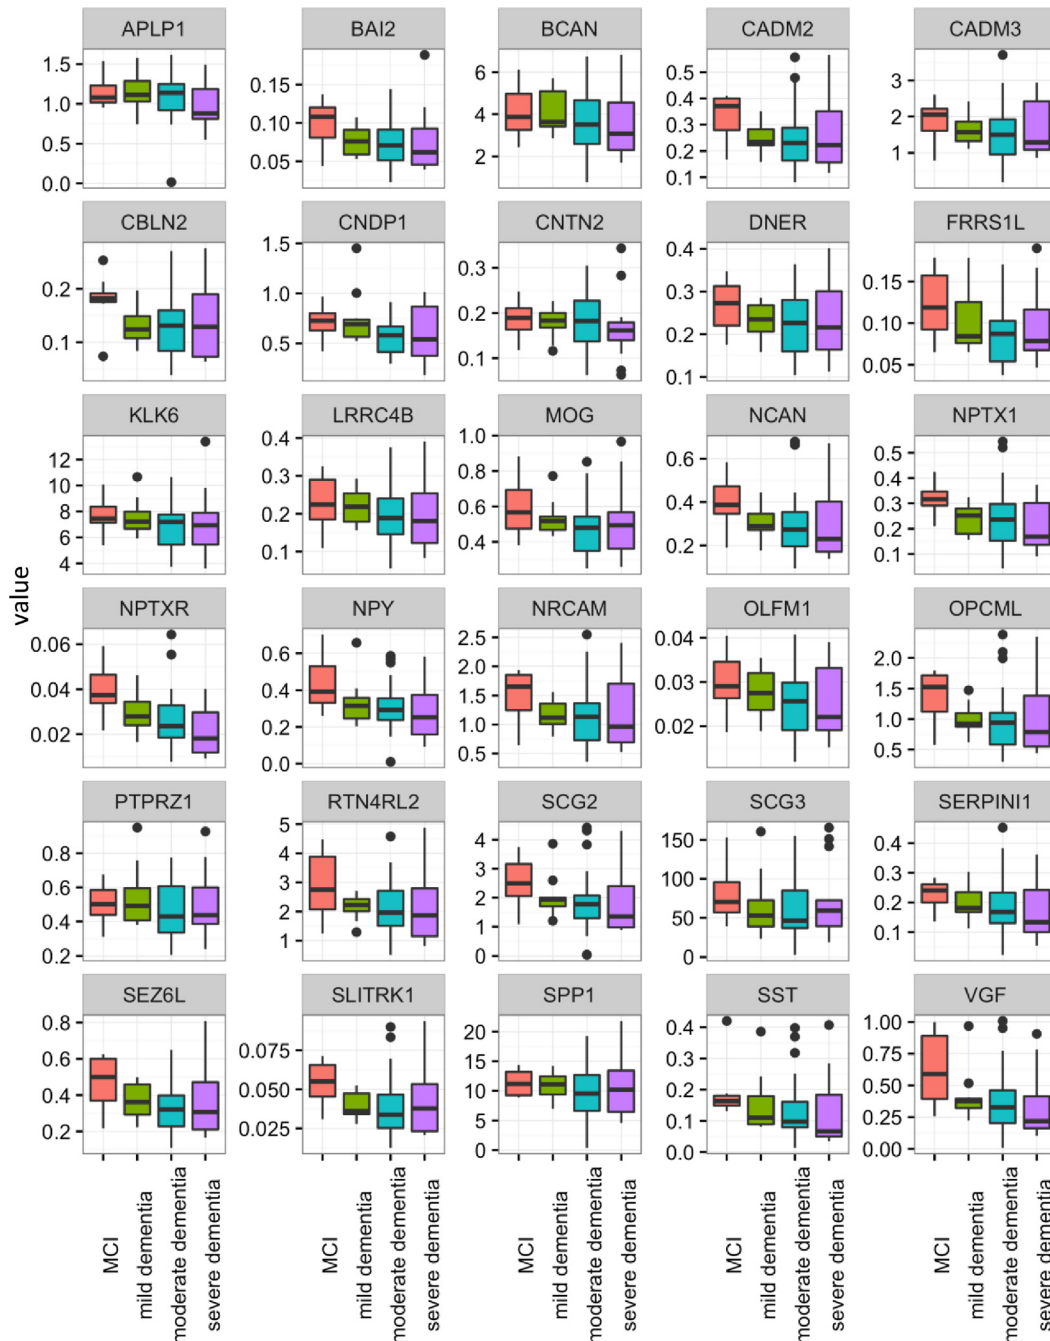 APLP1 BAI2 BCAN CADM2 CADM3
1.5 1.0 0.5 0.0
0.15 0.10 0.05
6 4 2
0.5 0.4 0.3 0.2 0.1
3 2 1
CBLN2 CNDP1 CNTN2 DNER FRRS1L
0.2 0.1
1.5 1.0 0.5
0.3 0.2 0.1
0.4 0.3 0.2 0.1
0.15 0.10 0.05
KLK6 LRRC4B MOG NCAN NPTX1
12 10 8 6 4
0.4 0.3 0.2 0.1
1.0 0.8 0.6 0.4
0.6 0.4 0.2
0.5 0.4 0.3 0.2 0.1
value
NPTXR NPY NRCAM OLFM1 OPCML
0.06 0.04 0.02
0.6 0.4 0.2 0.0
2.5 2.0 1.5 1.0 0.5
0.04 0.03 0.02
2.0 1.5 1.0 0.5
PTPRZ1 RTN4RL2 SCG2 SCG3 SERPINI1
0.8 0.6 0.4 0.2
5 4 3 2 1
4 3 2 1 0
150 100 50 0
0.4 0.3 0.2 0.1
SEZ6L SLITRK1 SPP1 SST VGF
0.8 0.6 0.4 0.2
0.075 0.050 0.025
20 15 10 5 0
0.4 0.3 0.2 0.1 0.0
1.00 0.75 0.50 0.25 0.00
MCI
mild dementia
moderate dementia
severe dementia
MCI
mild dementia
moderate dementia
severe dementia
MCI
mild dementia
moderate dementia
severe dementia
MCI
mild dementia
moderate dementia
severe dementia
MCI
mild dementia
moderate dementia
severe dementia